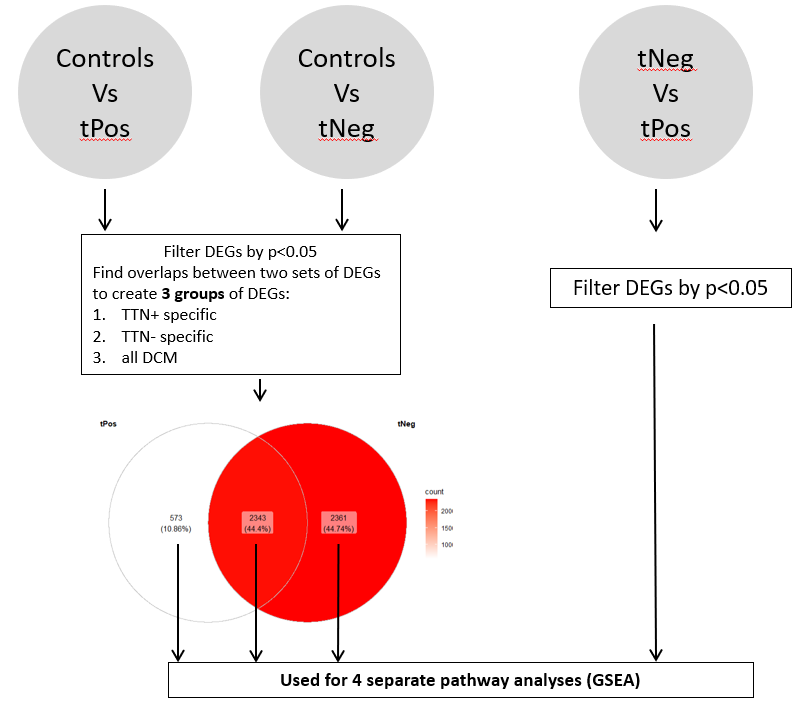 Controls
Vs
tPos
Controls
Vs
tNeg
tNeg
Vs
tPos
Filter DEGs by p<0.05
Find overlaps between two sets of DEGs
to create 3 groups of DEGs:
1. TTN+ specific
2. TTN- specific
3. all DCM
Filter DEGs by p<0.05
tPos
tNeg
573
(10.86%)
2343
(44.4%)
2361
(44.74%)
count
200
150
100
Used for 4 separate pathway analyses (GSEA)